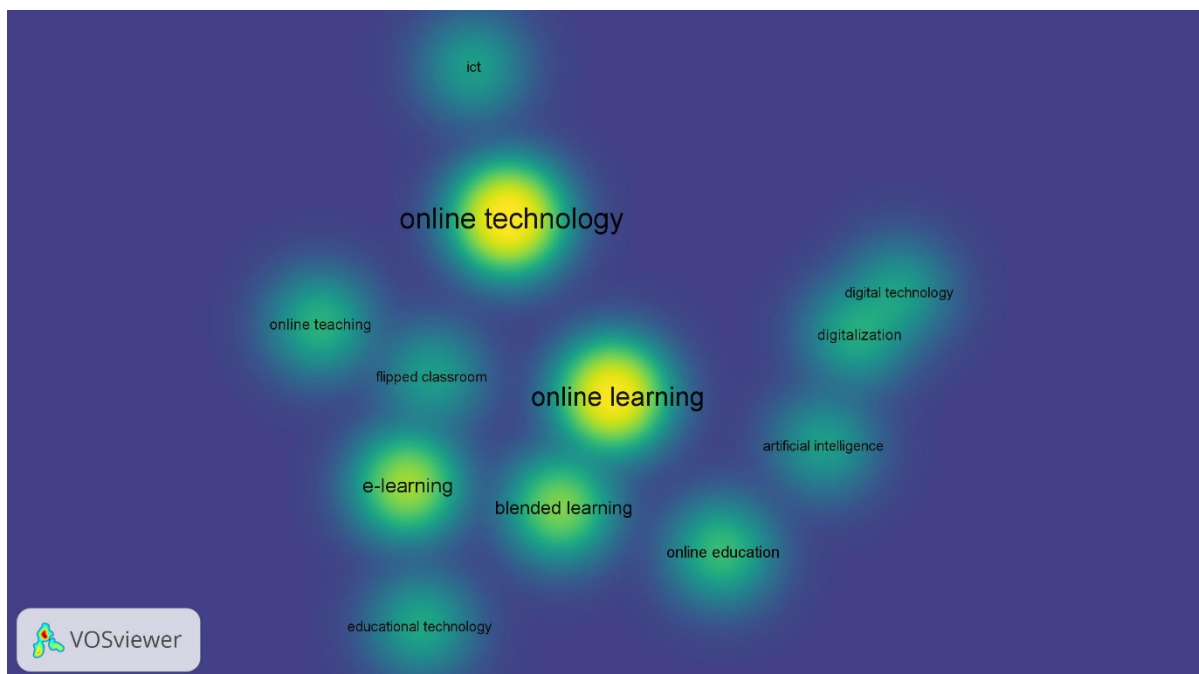 ict
online technology
digital technology
online teaching
digitalization
flipped classroom
online learning
artificial intelligence
e-learning
blended learning
online education
educational technology
VOSviewer